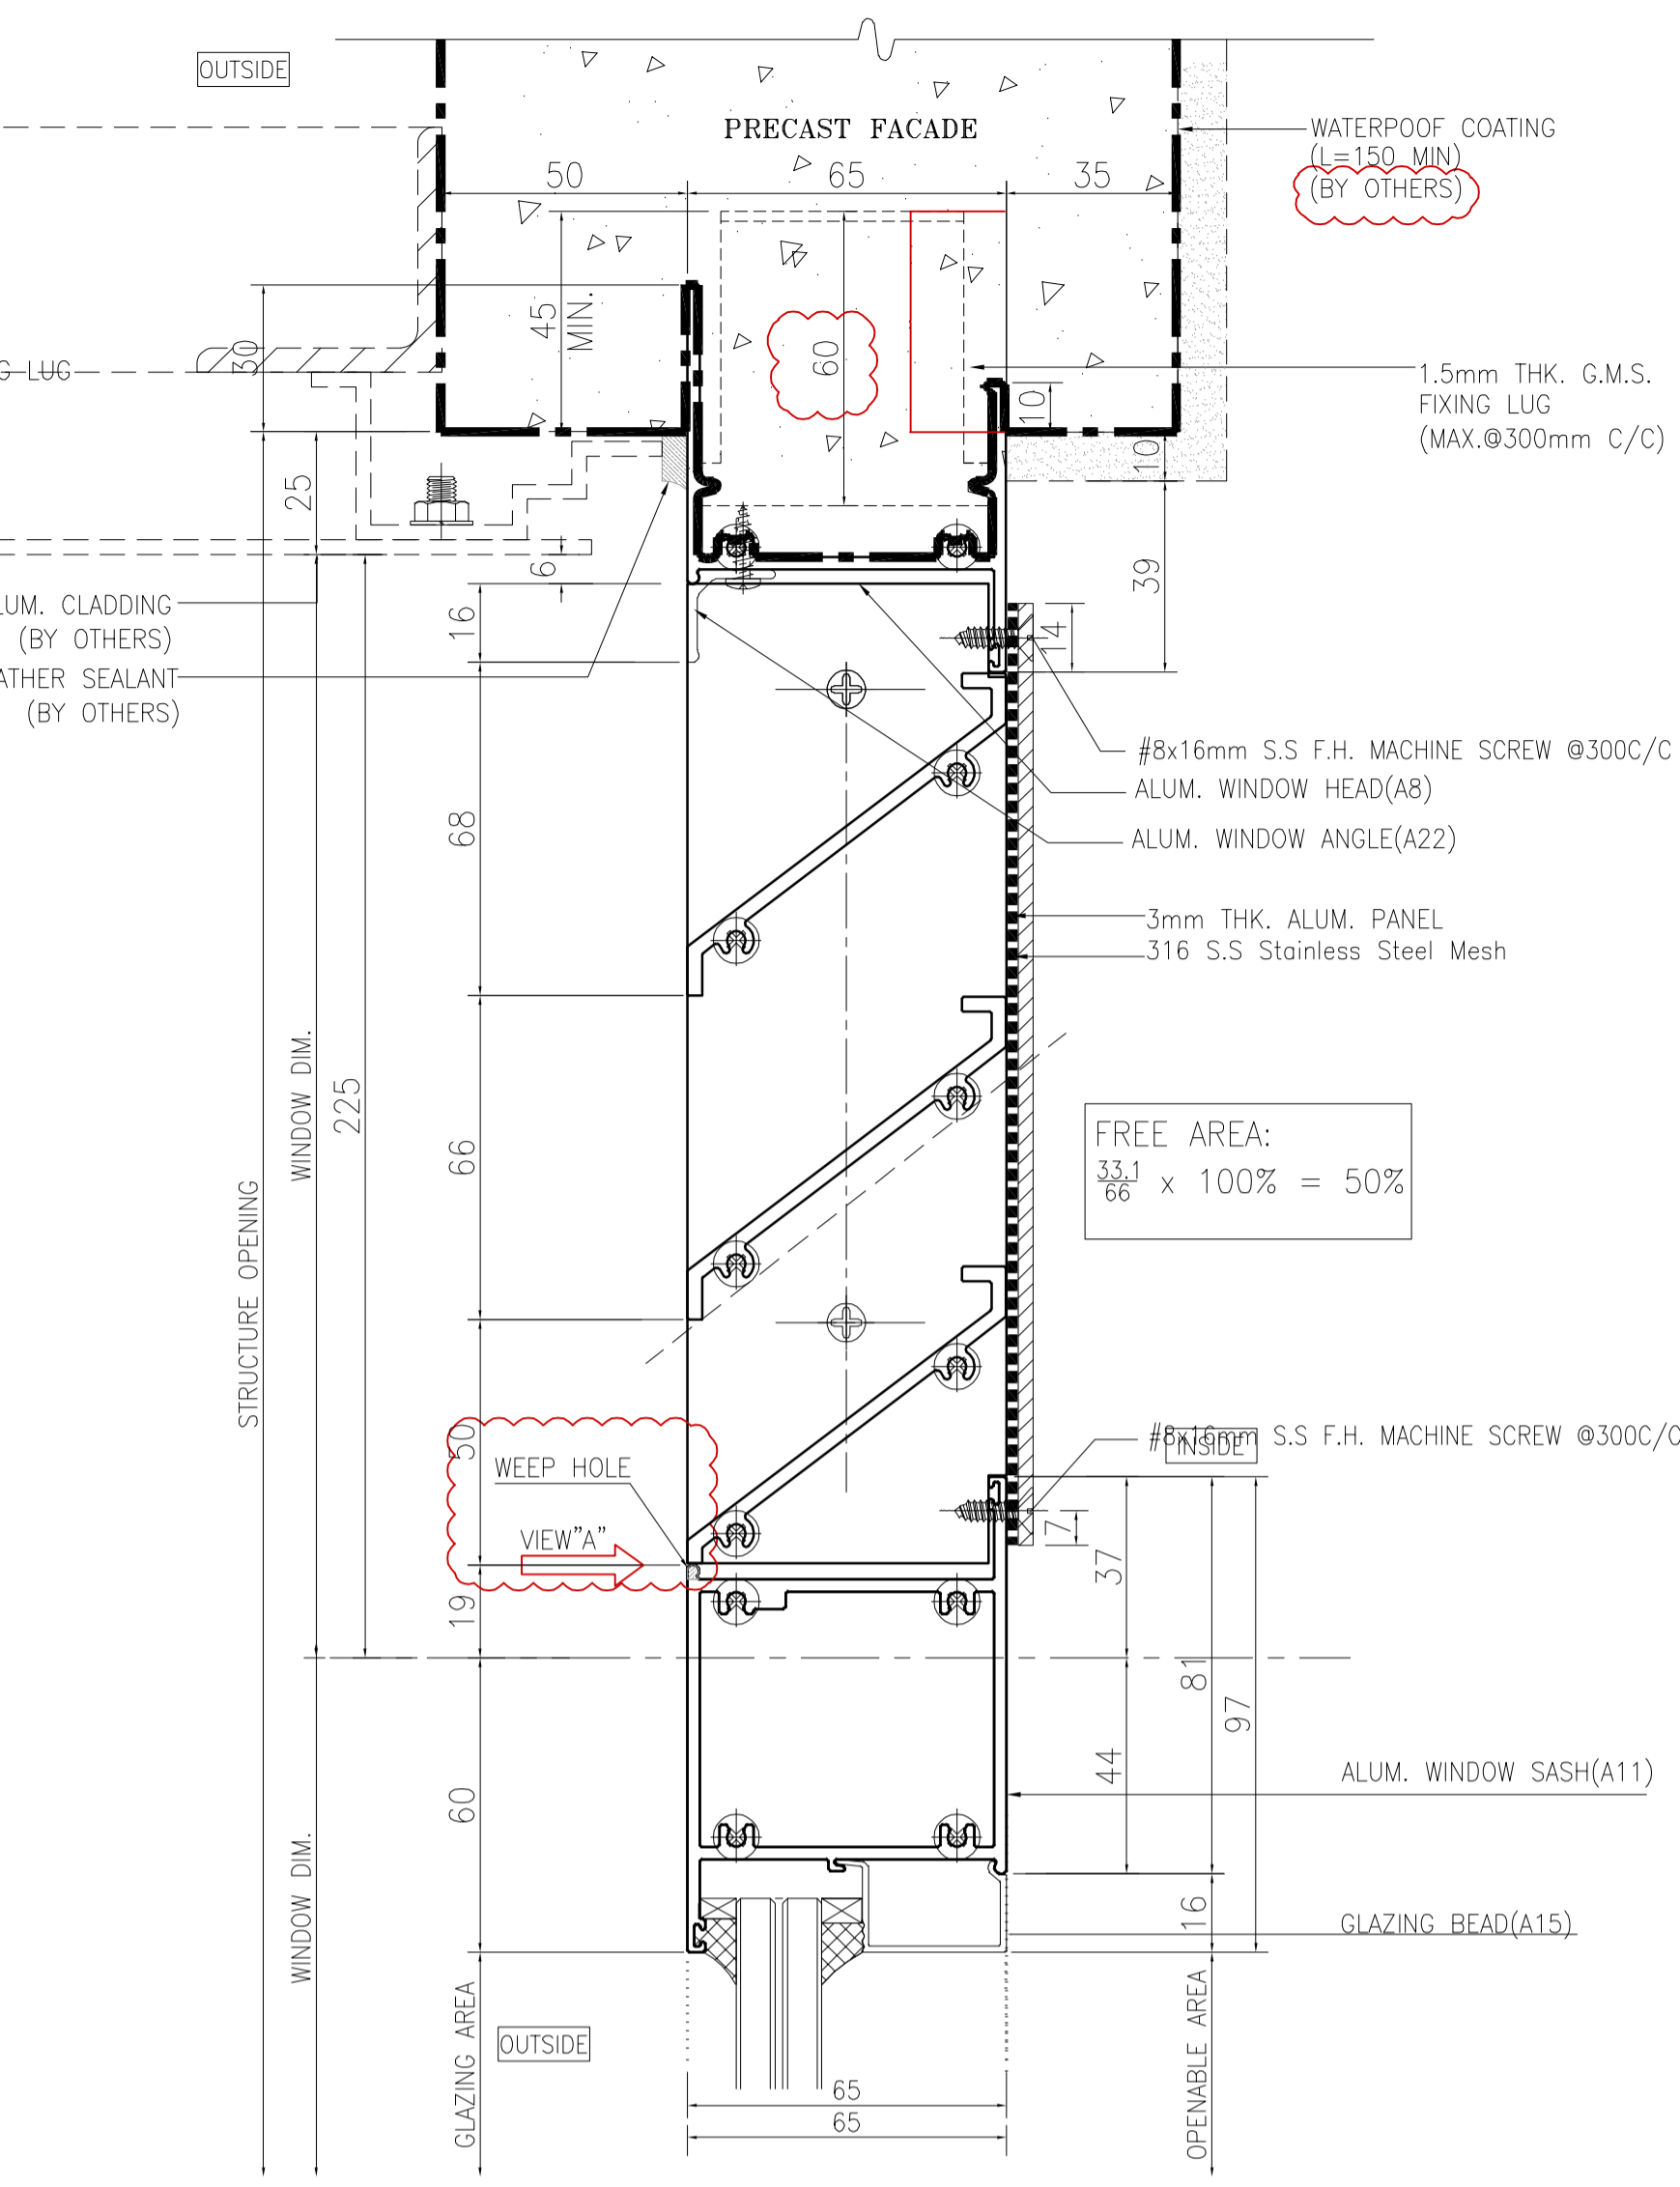 OUTSIDE
PRECAST FACADE
WATERPOOF COATING
(L=150 MIN)
(BY OTHERS)
50
65
35
45
MIN.
60
30
G LUG
10
1.5mm THK. G.M.S.
FIXING LUG
(MAX.@300mm C/C)
10
25
6
39
16
14
LUM. CLADDING
(BY OTHERS)
ATHER SEALANT
(BY OTHERS)
#8x16mm S.S F.H. MACHINE SCREW @300C/C
ALUM. WINDOW HEAD(A8)
ALUM. WINDOW ANGLE(A22)
68
3mm THK. ALUM. PANEL
316 S.S Stainless Steel Mesh
WINDOW DIM.
225
66
FREE AREA:
33.1
66
x 100% = 50%
STRUCTURE OPENING
50
WEEP HOLE
VIEW"A"
#8x16mm S.S F.H. MACHINE SCREW @300C/C
INSIDE
7
37
19
81
97
44
60
ALUM. WINDOW SASH(A11)
WINDOW DIM.
16
GLAZING BEAD(A15)
GLAZING AREA
OUTSIDE
OPENABLE AREA
65
65